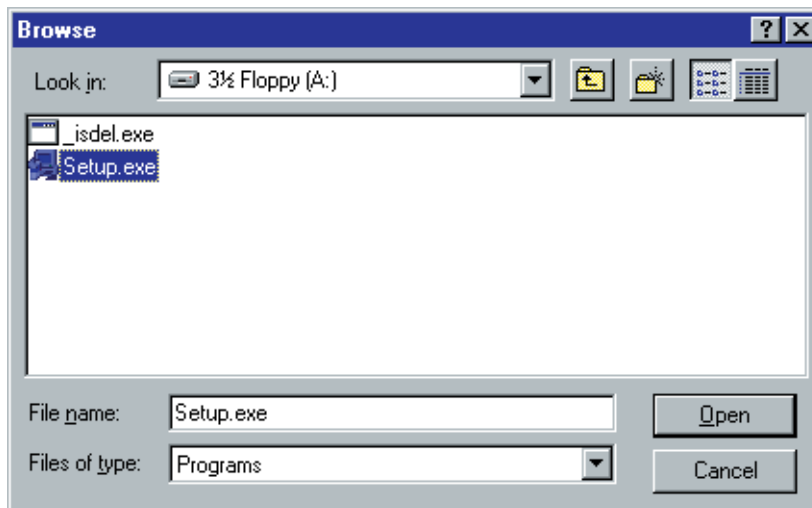 Browse
Look in: 3½ Floppy (A:)
_isdel.exe
Setup.exe
File name: Setup.exe Open
Files of type: Programs Cancel